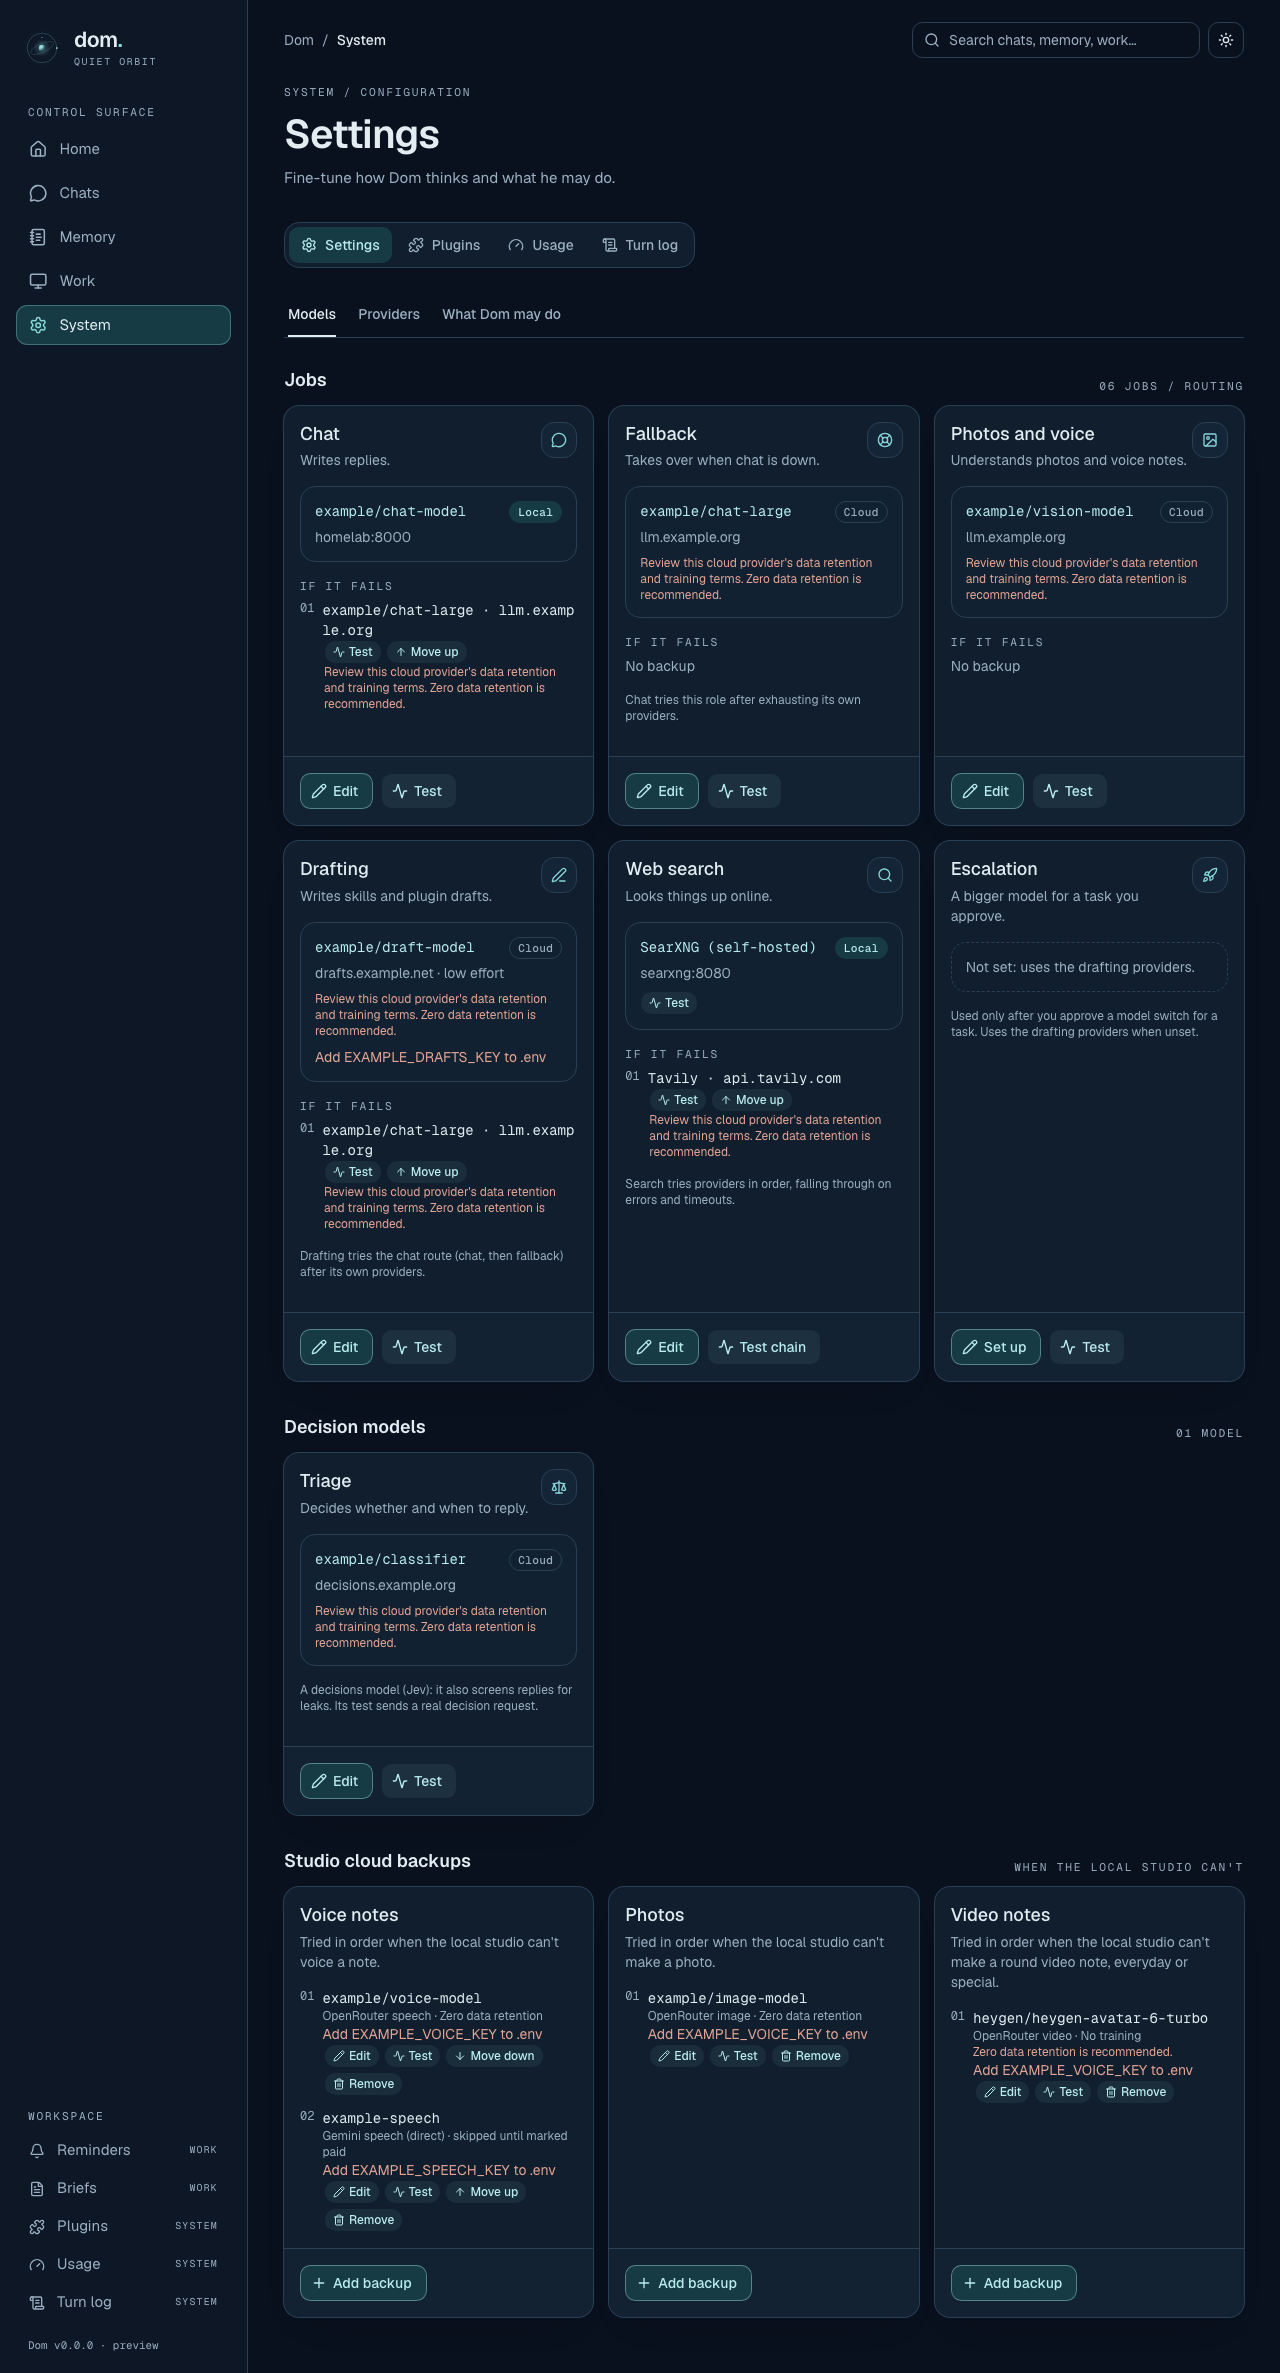 dom.
QUIET ORBIT
CONTROL SURFACE
Home
Chats
Memory
Work
System
Dom / System
Search chats, memory, work…
SYSTEM / CONFIGURATION
Settings
Fine-tune how Dom thinks and what he may do.
Settings Plugins Usage Turn log
Models Providers What Dom may do
Jobs
06 JOBS / ROUTING
Chat
Writes replies.
example/chat-model Local
homelab:8000
IF IT FAILS
01 example/chat-large · llm.examp
le.org
Test Move up
Review this cloud provider's data retention
and training terms. Zero data retention is
recommended.
Edit Test
Fallback
Takes over when chat is down.
example/chat-large Cloud
llm.example.org
Review this cloud provider's data retention
and training terms. Zero data retention is
recommended.
IF IT FAILS
No backup
Chat tries this role after exhausting its own
providers.
Edit Test
Photos and voice
Understands photos and voice notes.
example/vision-model Cloud
llm.example.org
Review this cloud provider's data retention
and training terms. Zero data retention is
recommended.
IF IT FAILS
No backup
Edit Test
Drafting
Writes skills and plugin drafts.
example/draft-model Cloud
drafts.example.net · low effort
Review this cloud provider's data retention
and training terms. Zero data retention is
recommended.
Add EXAMPLE_DRAFTS_KEY to .env
IF IT FAILS
01 example/chat-large · llm.examp
le.org
Test Move up
Review this cloud provider's data retention
and training terms. Zero data retention is
recommended.
Drafting tries the chat route (chat, then fallback)
after its own providers.
Edit Test
Web search
Looks things up online.
SearXNG (self-hosted) Local
searxng:8080
Test
IF IT FAILS
01 Tavily · api.tavily.com
Test Move up
Review this cloud provider's data retention
and training terms. Zero data retention is
recommended.
Search tries providers in order, falling through on
errors and timeouts.
Edit Test chain
Escalation
A bigger model for a task you
approve.
Not set: uses the drafting providers.
Used only after you approve a model switch for a
task. Uses the drafting providers when unset.
Set up Test
Decision models
01 MODEL
Triage
Decides whether and when to reply.
example/classifier Cloud
decisions.example.org
Review this cloud provider's data retention
and training terms. Zero data retention is
recommended.
A decisions model (Jev): it also screens replies for
leaks. Its test sends a real decision request.
Edit Test
Studio cloud backups
WHEN THE LOCAL STUDIO CAN'T
Voice notes
Tried in order when the local studio can't
voice a note.
01 example/voice-model
OpenRouter speech · Zero data retention
Add EXAMPLE_VOICE_KEY to .env
Edit Test Move down
Remove
02 example-speech
Gemini speech (direct) · skipped until marked
paid
Add EXAMPLE_SPEECH_KEY to .env
Edit Test Move up
Remove
Add backup
Photos
Tried in order when the local studio can't
make a photo.
01 example/image-model
OpenRouter image · Zero data retention
Add EXAMPLE_VOICE_KEY to .env
Edit Test Remove
Add backup
Video notes
Tried in order when the local studio can't
make a round video note, everyday or
special.
01 heygen/heygen-avatar-6-turbo
OpenRouter video · No training
Zero data retention is recommended.
Add EXAMPLE_VOICE_KEY to .env
Edit Test Remove
Add backup
WORKSPACE
Reminders WORK
Briefs WORK
Plugins SYSTEM
Usage SYSTEM
Turn log SYSTEM
Dom v0.0.0 · preview